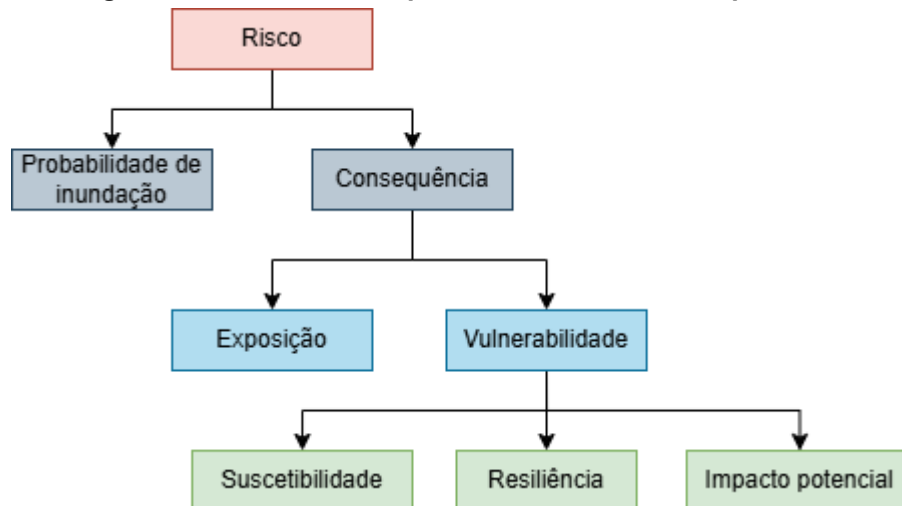 Risco
Probabilidade de
inundação
Consequência
Exposição
Vulnerabilidade
Suscetibilidade
Resiliência
Impacto potencial